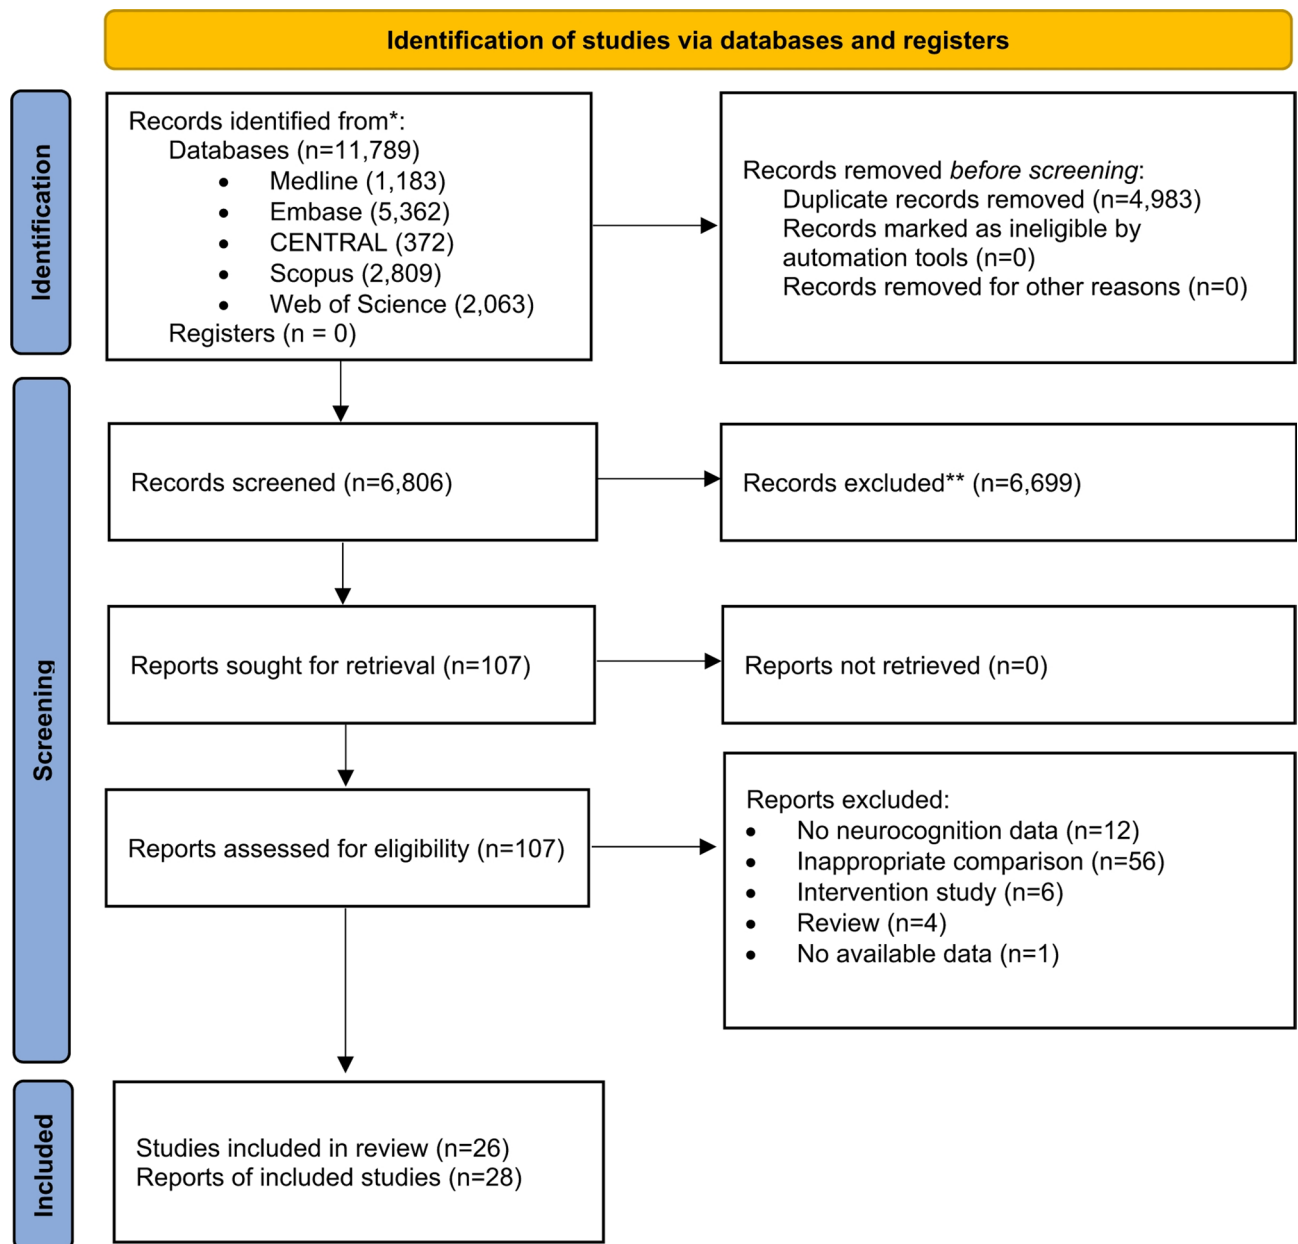 Identification of studies via databases and registers
Identification
Records identified from*:
Databases (n=11,789)
• Medline (1,183)
• Embase (5,362)
• CENTRAL (372)
• Scopus (2,809)
• Web of Science (2,063)
Registers (n = 0)
Records removed before screening:
Duplicate records removed (n=4,983)
Records marked as ineligible by
automation tools (n=0)
Records removed for other reasons (n=0)
Screening
Records screened (n=6,806)
Records excluded** (n=6,699)
Reports sought for retrieval (n=107)
Reports not retrieved (n=0)
Reports assessed for eligibility (n=107)
Reports excluded:
• No neurocognition data (n=12)
• Inappropriate comparison (n=56)
• Intervention study (n=6)
• Review (n=4)
• No available data (n=1)
Included
Studies included in review (n=26)
Reports of included studies (n=28)